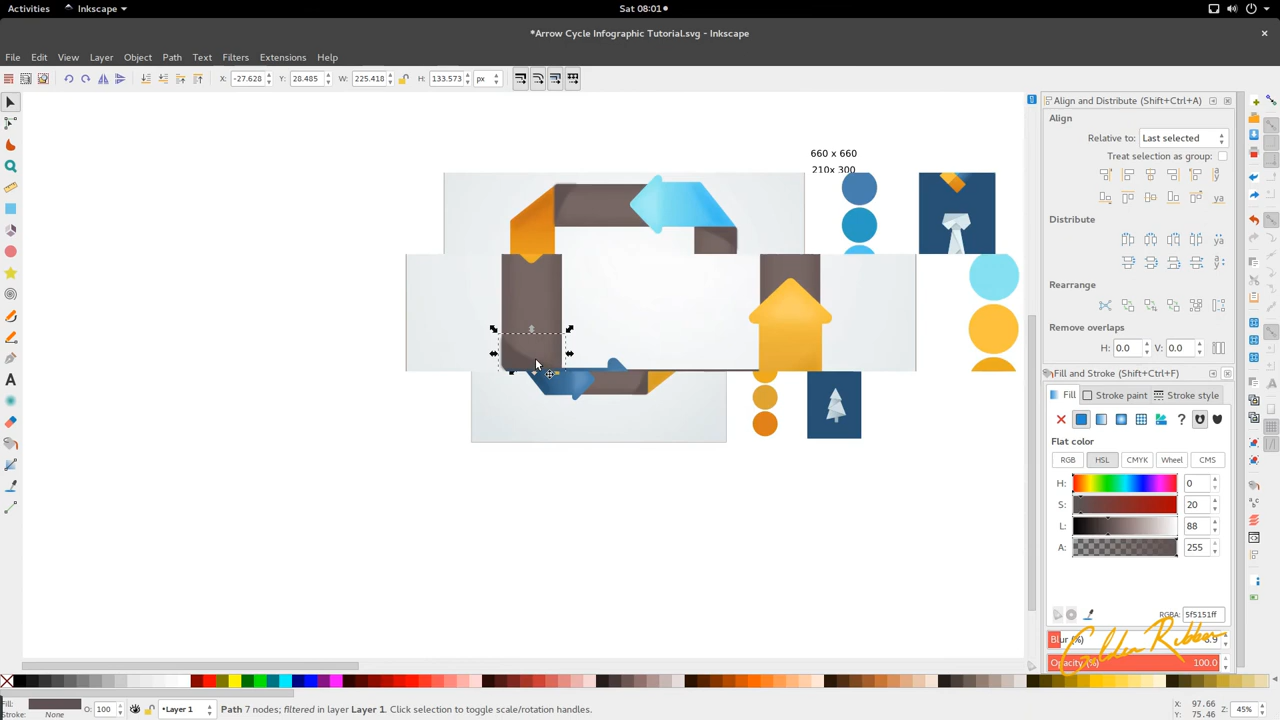 Activities Inkscape Sat 08:01
*Arrow Cycle Infographic Tutorial.svg - Inkscape
File Edit View Layer Object Path Text Filters Extensions Help
X: -27.628 Y: 28.485 W: 225.418 H: 133.573 px
Align and Distribute (Shift+Ctrl+A)
Align
Relative to: Last selected
Treat selection as group:
660 x 660
210x 300
Distribute
Rearrange
Remove overlaps
H: 0.0 V: 0.0
Fill and Stroke (Shift+Ctrl+F)
Fill Stroke paint Stroke style
Flat color
RGB HSL CMYK Wheel CMS
H: 0
S: 20
L: 88
A: 255
RGBA: 5f5151ff
Golden Ribbon
Blur (%) 6.9
Opacity (%) 100.0
Fill: O: 100 Layer 1 Path 7 nodes; filtered in layer Layer 1. Click selection to toggle scale/rotation handles. X: 97.66 Z: 45%
Stroke: None Y: 75.46